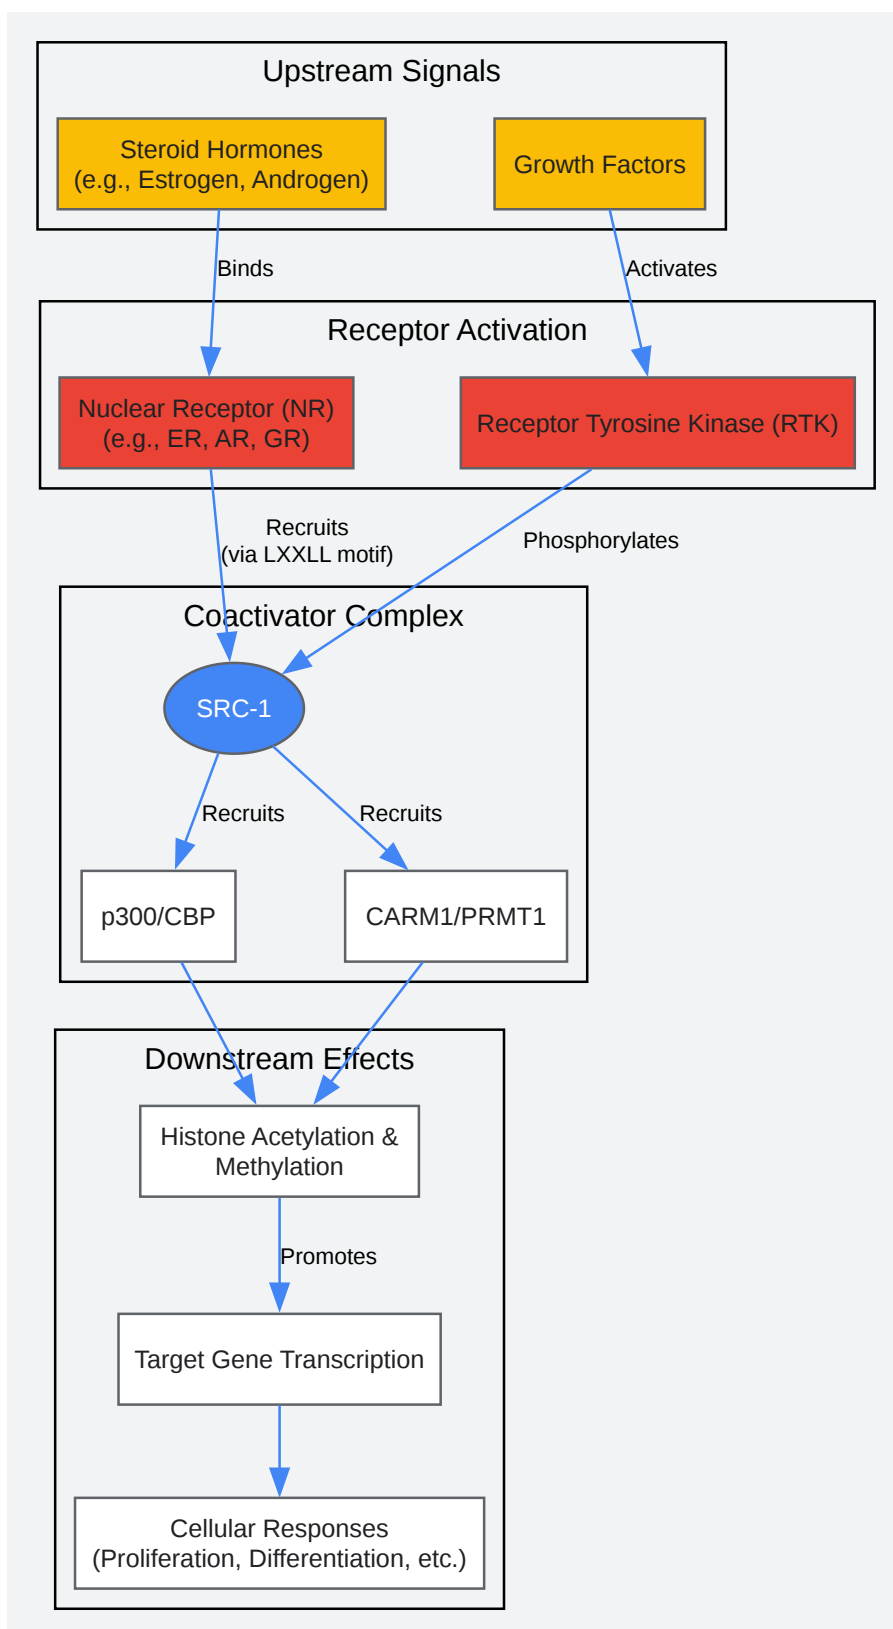 Upstream Signals
Steroid Hormones
(e.g., Estrogen, Androgen)
Growth Factors
Binds
Activates
Receptor Activation
Nuclear Receptor (NR)
(e.g., ER, AR, GR)
Receptor Tyrosine Kinase (RTK)
Recruits
(via LXXLL motif)
Phosphorylates
Coactivator Complex
SRC-1
Recruits
Recruits
p300/CBP
CARM1/PRMT1
Downstream Effects
Histone Acetylation &
Methylation
Promotes
Target Gene Transcription
Cellular Responses
(Proliferation, Differentiation, etc.)